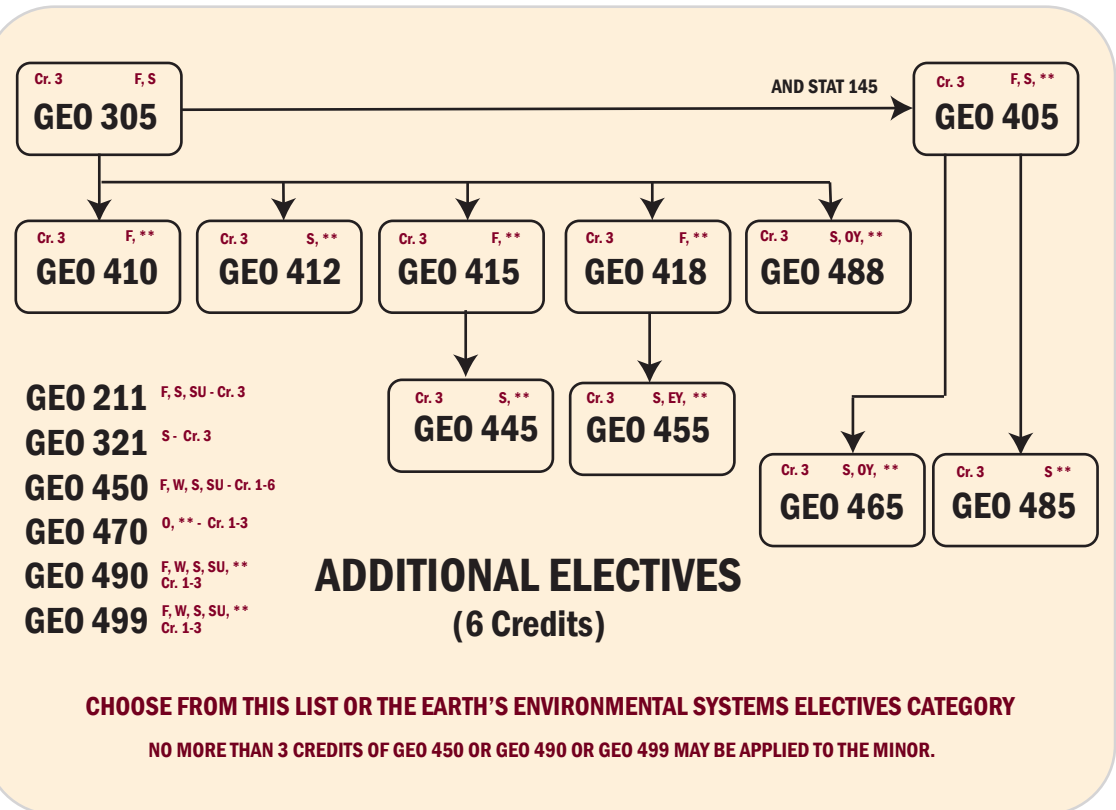 Cr. 3 F, S
GEO 305
AND STAT 145
Cr. 3 F, S, **
GEO 405
Cr. 3 F, **
GEO 410
Cr. 3 S, **
GEO 412
Cr. 3 F, **
GEO 415
Cr. 3 F, **
GEO 418
Cr. 3 S, OY, **
GEO 488
Cr. 3 S, **
GEO 445
Cr. 3 S, EY, **
GEO 455
Cr. 3 S, OY, **
GEO 465
Cr. 3 S **
GEO 485
GEO 211 F, S, SU - Cr. 3
GEO 321 S - Cr. 3
GEO 450 F, W, S, SU - Cr. 1-6
GEO 470 O, ** - Cr. 1-3
GEO 490 F, W, S, SU, **
Cr. 1-3
GEO 499 F, W, S, SU, **
Cr. 1-3
ADDITIONAL ELECTIVES
(6 Credits)
CHOOSE FROM THIS LIST OR THE EARTH'S ENVIRONMENTAL SYSTEMS ELECTIVES CATEGORY
NO MORE THAN 3 CREDITS OF GEO 450 OR GEO 490 OR GEO 499 MAY BE APPLIED TO THE MINOR.